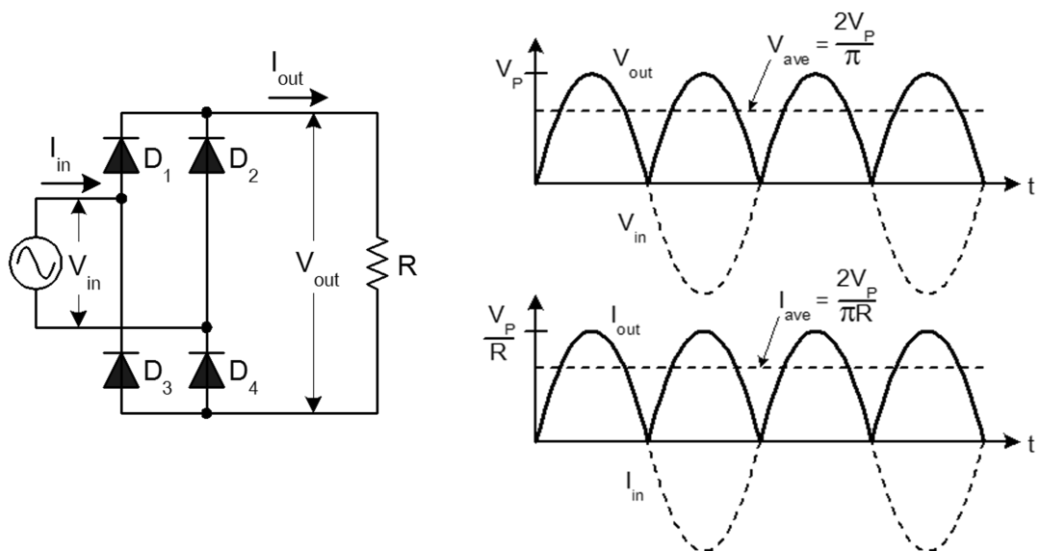 I_out
I_in
D_1
D_2
V_in
V_out
R
D_3
D_4
V_P
V_out
V_ave = 2V_P/π
t
V_in
V_P/R
I_out
I_ave = 2V_P/πR
t
I_in